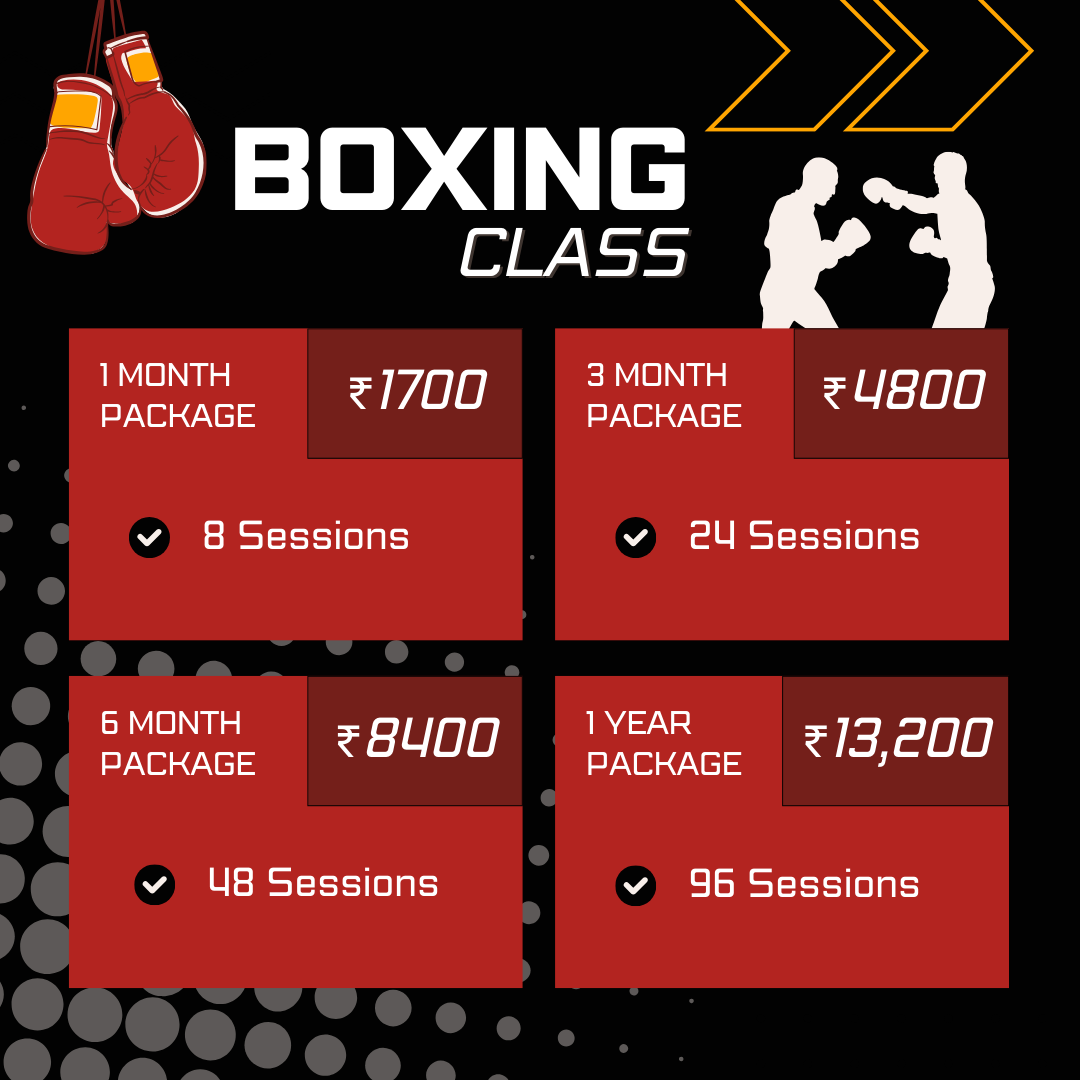 BOXING
CLASS
1 MONTH
PACKAGE
₹1700
8 Sessions
3 MONTH
PACKAGE
₹4800
24 Sessions
6 MONTH
PACKAGE
₹8400
48 Sessions
1 YEAR
PACKAGE
₹13,200
96 Sessions